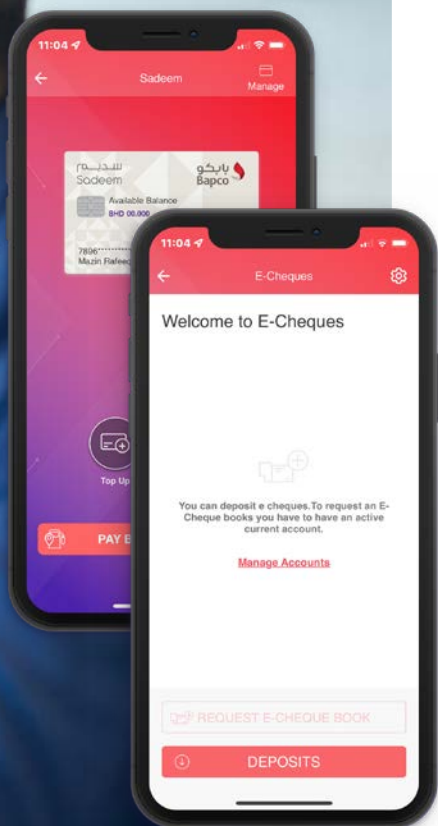 11:04
Sadeem
Manage
سديم
بابكو
Sadeem
Bapco
Available Balance
BHD 00.000
7896
Mazin
Top Up
PAY
11:04
E-Cheques
Welcome to E-Cheques
You can deposit e cheques.To request an E-
Cheque books you have to have an active
current account.
Manage Accounts
REQUEST E-CHEQUE BOOK
DEPOSITS